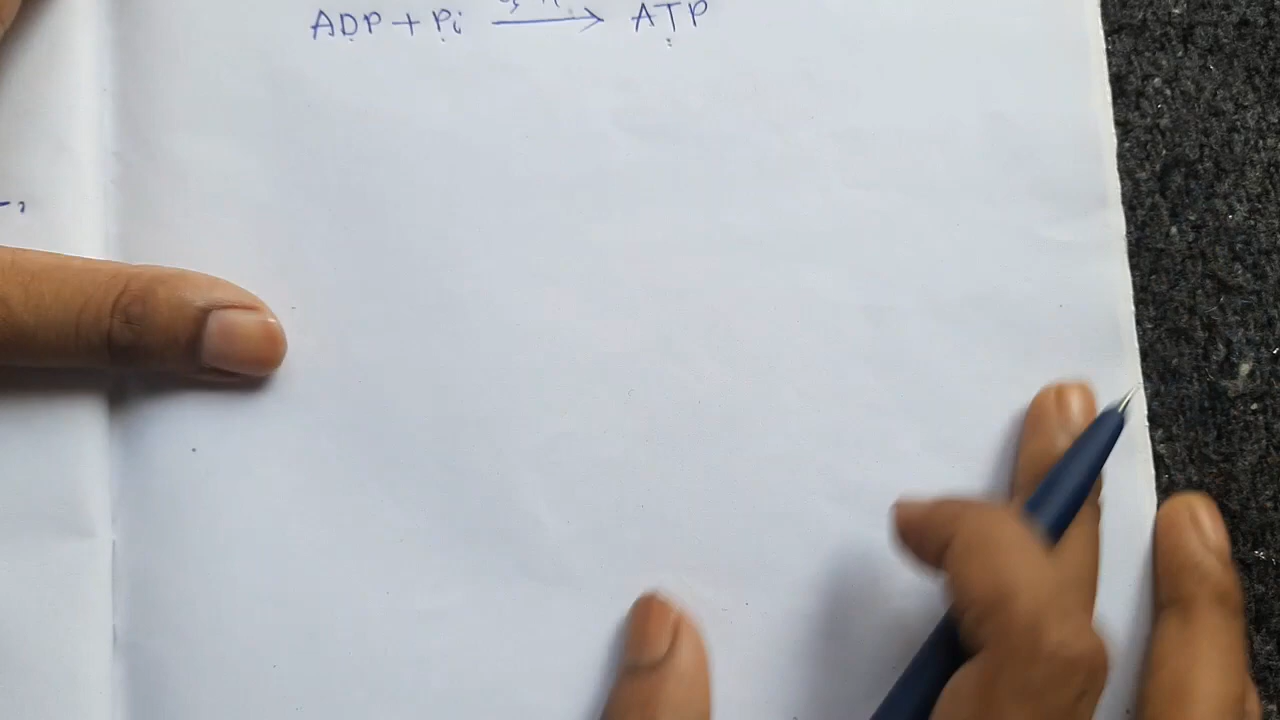 ADP + Pi ⟶ ATP